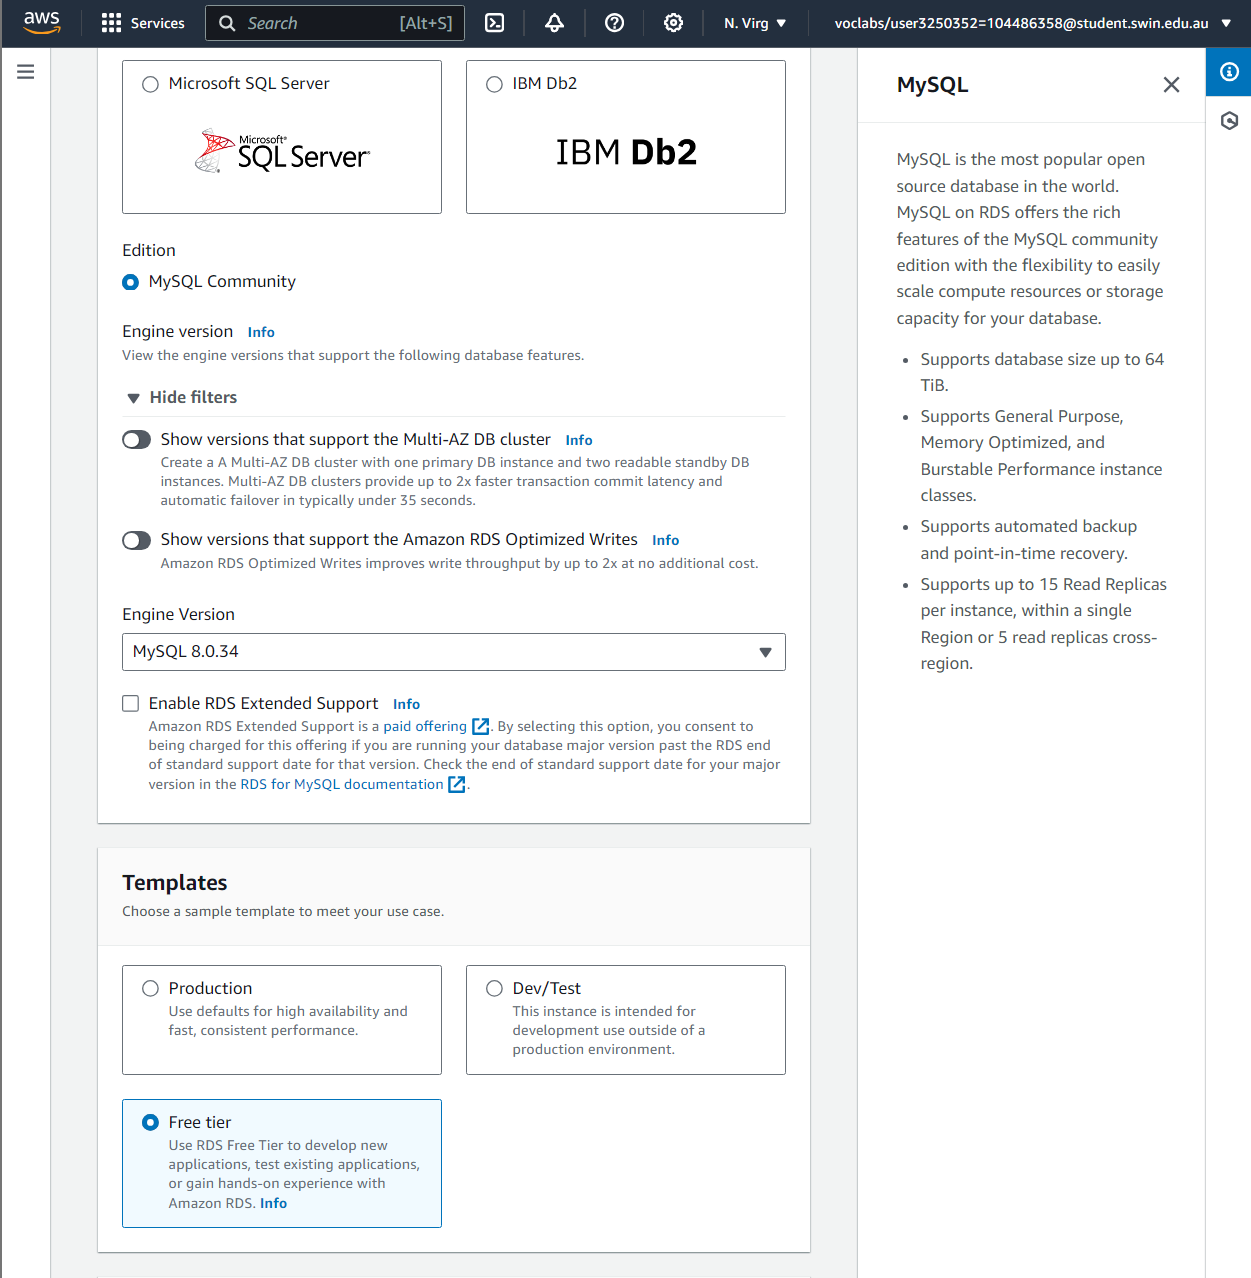 aws
Services
Search [Alt+S]
N. Virg
voclabs/user3250352=104486358@student.swin.edu.au
Microsoft SQL Server
Microsoft®
SQL Server
IBM Db2
IBM Db2
Edition
MySQL Community
Engine version Info
View the engine versions that support the following database features.
Hide filters
Show versions that support the Multi-AZ DB cluster Info
Create a A Multi-AZ DB cluster with one primary DB instance and two readable standby DB
instances. Multi-AZ DB clusters provide up to 2x faster transaction commit latency and
automatic failover in typically under 35 seconds.
Show versions that support the Amazon RDS Optimized Writes Info
Amazon RDS Optimized Writes improves write throughput by up to 2x at no additional cost.
Engine Version
MySQL 8.0.34
Enable RDS Extended Support Info
Amazon RDS Extended Support is a paid offering. By selecting this option, you consent to
being charged for this offering if you are running your database major version past the RDS end
of standard support date for that version. Check the end of standard support date for your major
version in the RDS for MySQL documentation.
Templates
Choose a sample template to meet your use case.
Production
Use defaults for high availability and
fast, consistent performance.
Dev/Test
This instance is intended for
development use outside of a
production environment.
Free tier
Use RDS Free Tier to develop new
applications, test existing applications,
or gain hands-on experience with
Amazon RDS. Info
MySQL
MySQL is the most popular open
source database in the world.
MySQL on RDS offers the rich
features of the MySQL community
edition with the flexibility to easily
scale compute resources or storage
capacity for your database.
• Supports database size up to 64
TiB.
• Supports General Purpose,
Memory Optimized, and
Burstable Performance instance
classes.
• Supports automated backup
and point-in-time recovery.
• Supports up to 15 Read Replicas
per instance, within a single
Region or 5 read replicas cross-
region.